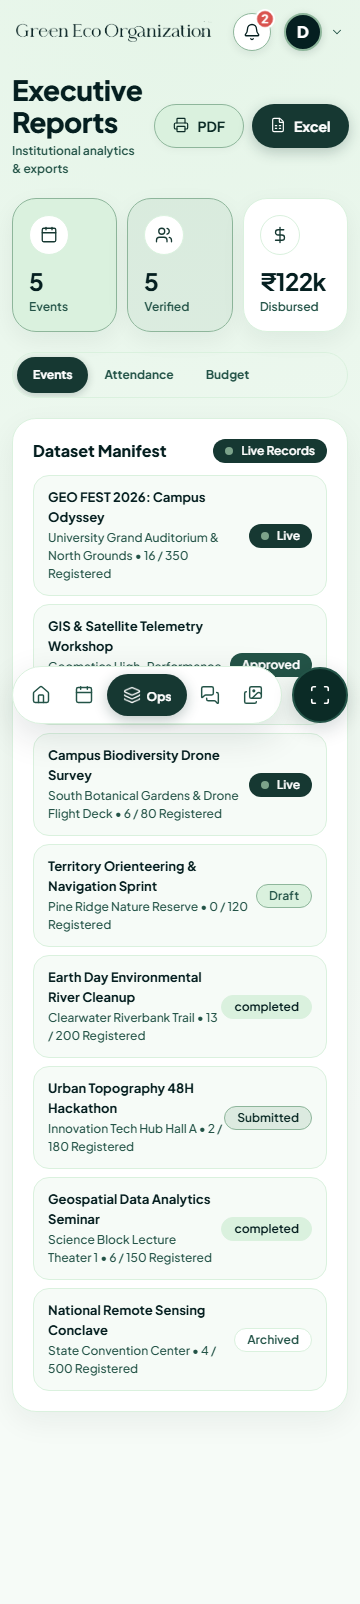 Green Eco Organization
2
D
Executive
Reports
Institutional analytics
& exports
PDF
Excel
5
Events
5
Verified
₹122k
Disbursed
Events
Attendance
Budget
Dataset Manifest
Live Records
GEO FEST 2026: Campus
Odyssey
University Grand Auditorium &
North Grounds • 16 / 350
Registered
Live
GIS & Satellite Telemetry
Workshop
Geomatics High-Performance
Approved
Ops
Campus Biodiversity Drone
Survey
South Botanical Gardens & Drone
Flight Deck • 6 / 80 Registered
Live
Territory Orienteering &
Navigation Sprint
Pine Ridge Nature Reserve • 0 / 120
Registered
Draft
Earth Day Environmental
River Cleanup
Clearwater Riverbank Trail • 13
/ 200 Registered
completed
Urban Topography 48H
Hackathon
Innovation Tech Hub Hall A • 2 /
180 Registered
Submitted
Geospatial Data Analytics
Seminar
Science Block Lecture
Theater 1 • 6 / 150 Registered
completed
National Remote Sensing
Conclave
State Convention Center • 4 /
500 Registered
Archived